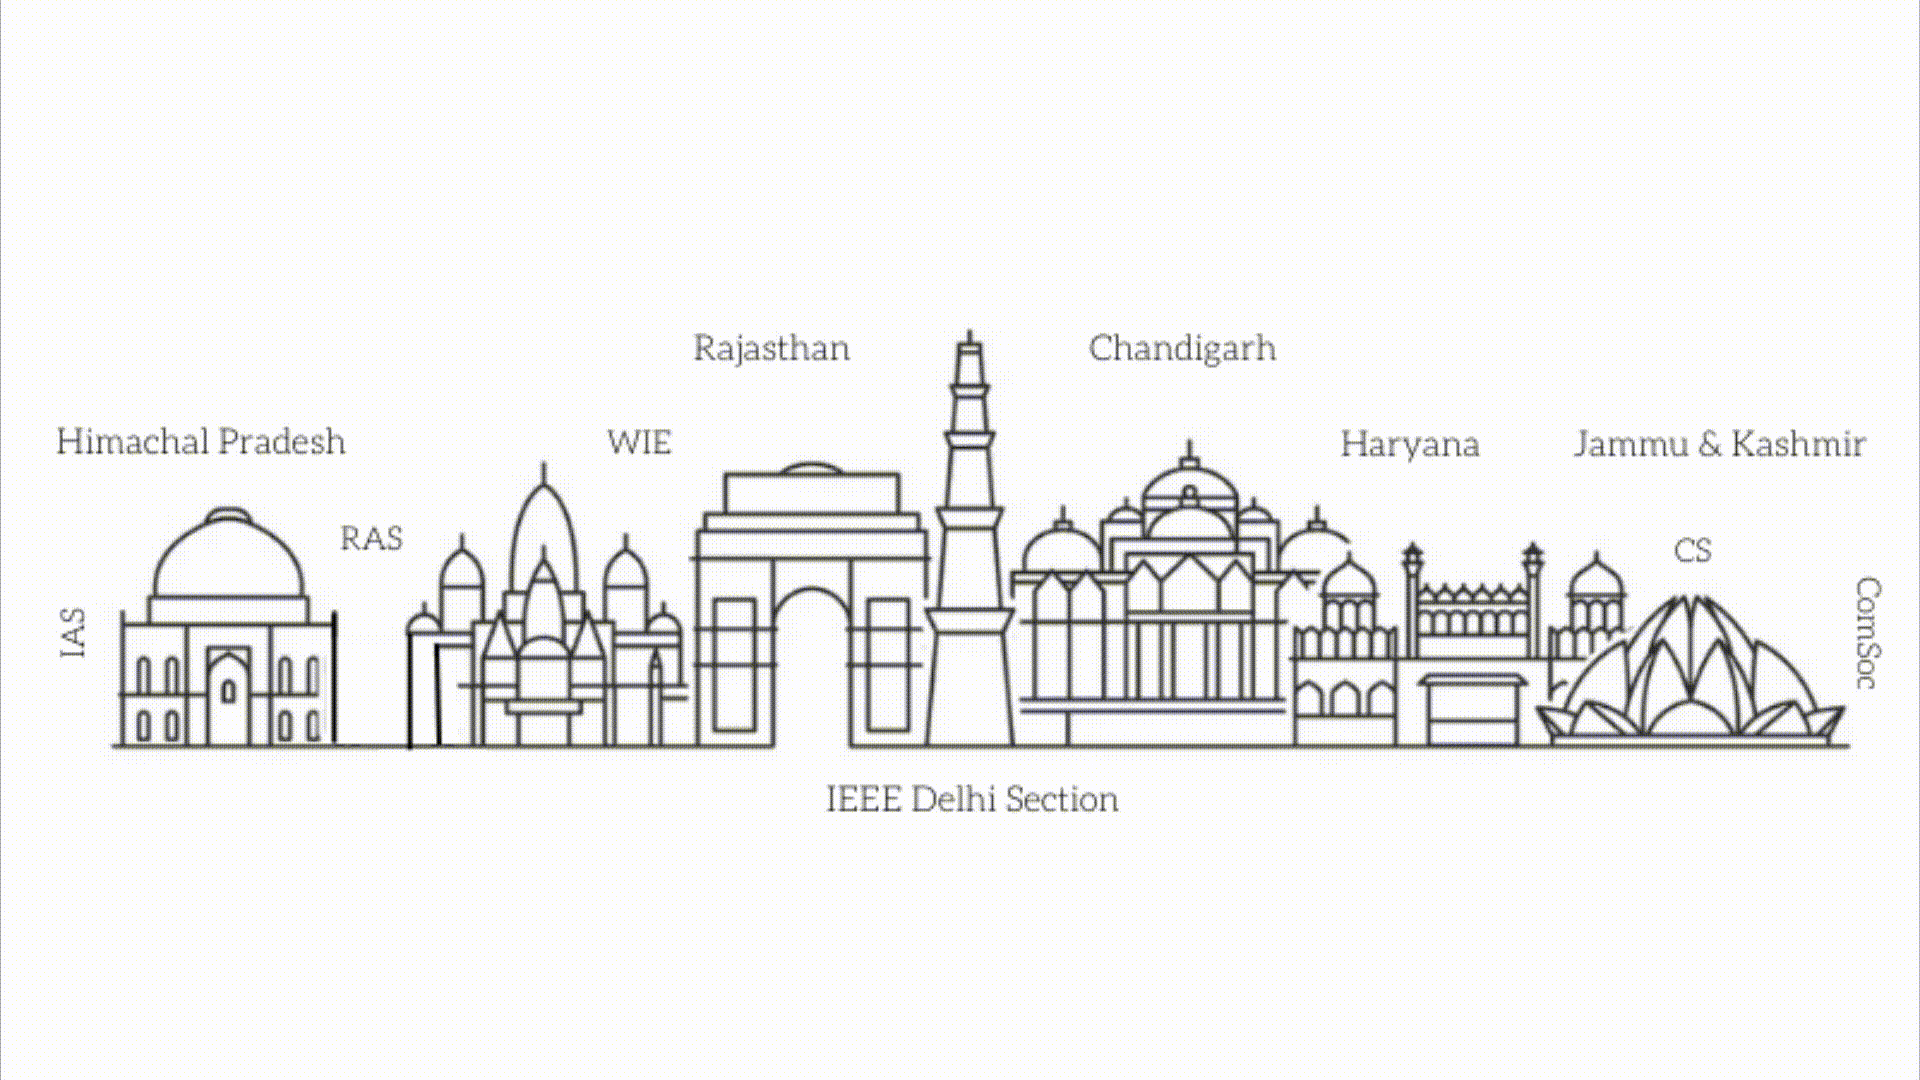 Rajasthan
Chandigarh
Himachal Pradesh
WIE
Haryana
Jammu & Kashmir
RAS
CS
IAS
ComSoc
IEEE Delhi Section